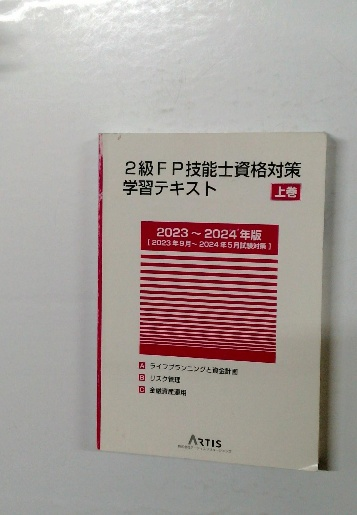 2級FP技能士資格対策
学習テキスト
上巻
2023～2024年版
[2023年9月～2024年5月試験対策]
A ライフプランニングと資金計画
B リスク管理
C 金融資産運用
ARTIS